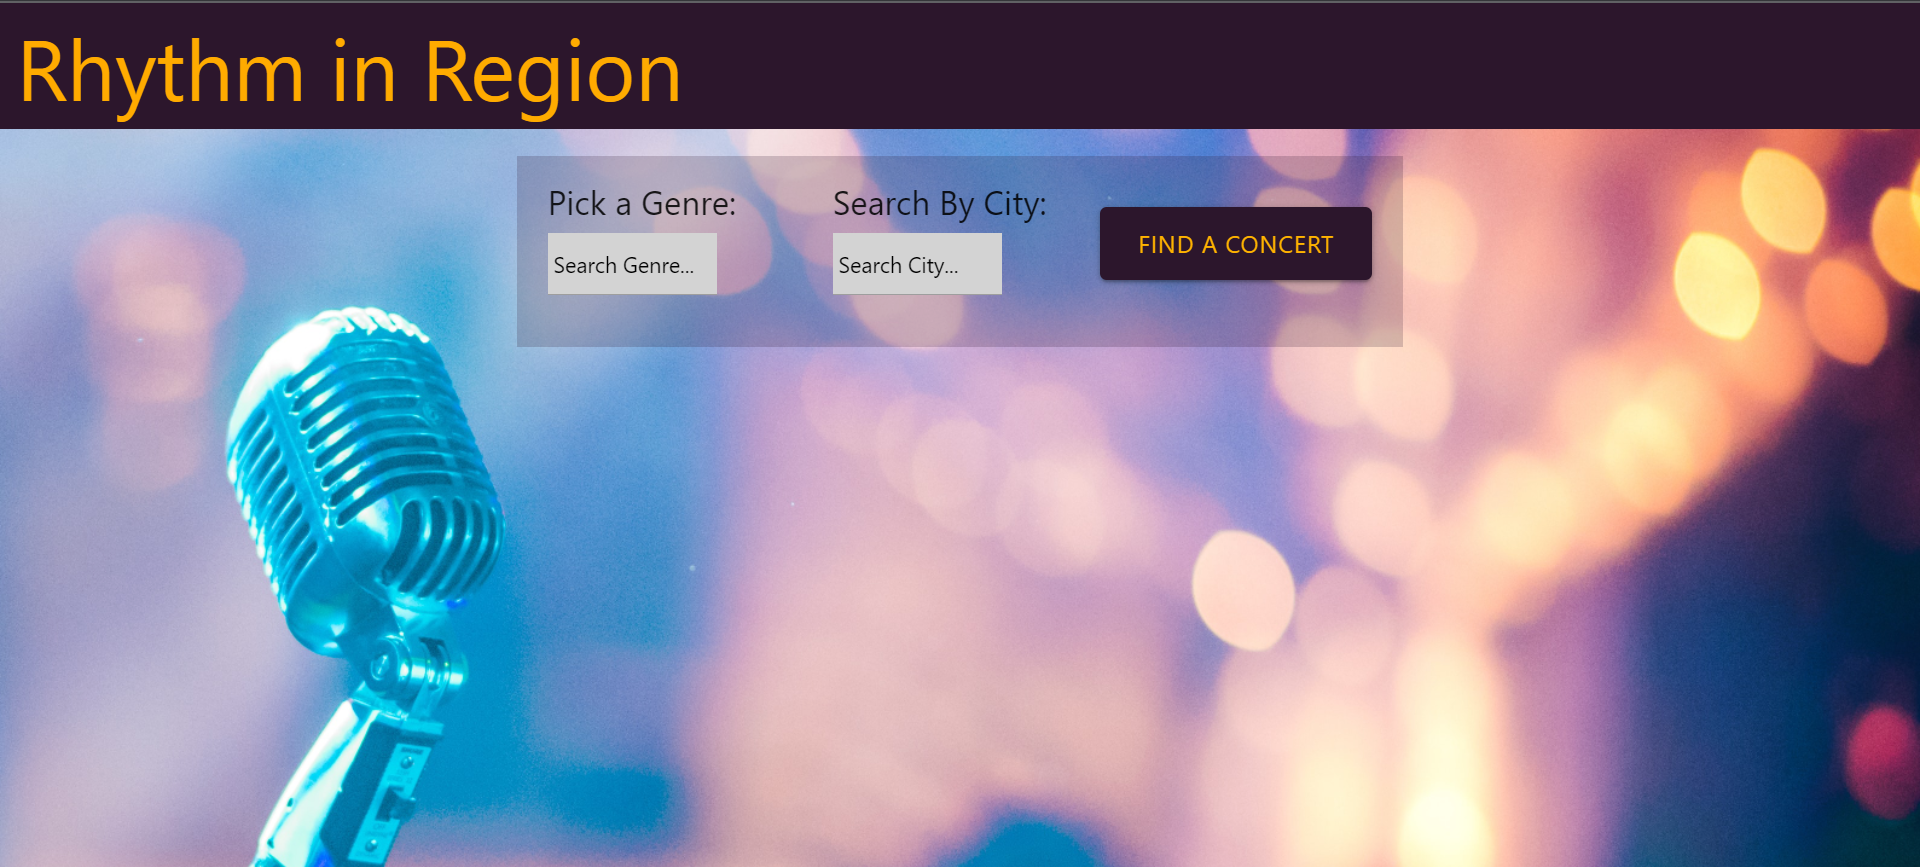 Rhythm in Region
Pick a Genre:
Search Genre...
Search By City:
Search City...
FIND A CONCERT